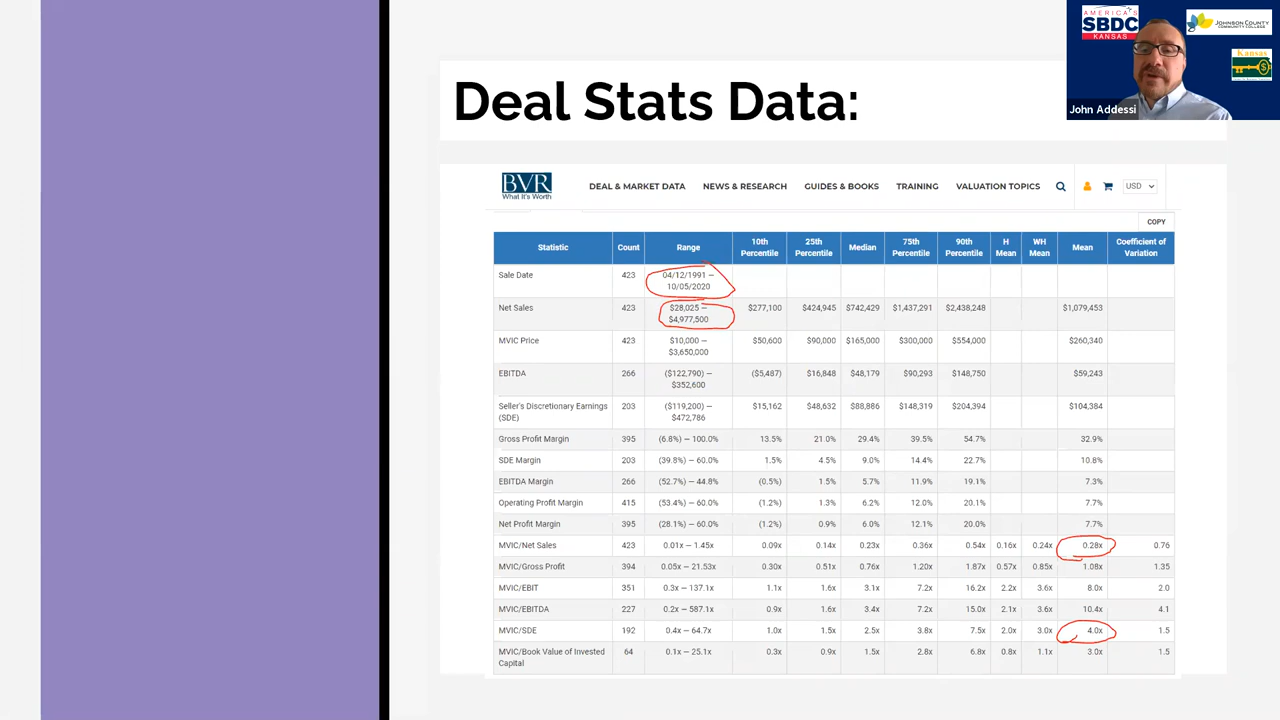 AMERICA'S
SBDC
KANSAS
JOHNSON COUNTY
COMMUNITY COLLEGE
Kansas
John Addessi
Deal Stats Data:
BVR
What It's Worth
DEAL & MARKET DATA NEWS & RESEARCH GUIDES & BOOKS TRAINING VALUATION TOPICS USD
COPY
Statistic Count Range 10th Percentile 25th Percentile Median 75th Percentile 90th Percentile H Mean WH Mean Mean Coefficient of Variation
Sale Date 423 04/12/1991 – 10/05/2020
Net Sales 423 $28,025 – $4,977,500 $277,100 $424,945 $742,429 $1,437,291 $2,438,248 $1,079,453
MVIC Price 423 $10,000 – $3,650,000 $50,600 $90,000 $165,000 $300,000 $554,000 $260,340
EBITDA 266 ($122,790) – $352,600 ($5,487) $16,848 $48,179 $90,293 $148,750 $59,243
Seller's Discretionary Earnings (SDE) 203 ($119,200) – $472,786 $15,162 $48,632 $88,886 $148,319 $204,394 $104,384
Gross Profit Margin 395 (6.8%) – 100.0% 13.5% 21.0% 29.4% 39.5% 54.7% 32.9%
SDE Margin 203 (39.8%) – 60.0% 1.5% 4.5% 9.0% 14.4% 22.7% 10.8%
EBITDA Margin 266 (52.7%) – 44.8% (0.5%) 1.5% 5.7% 11.9% 19.1% 7.3%
Operating Profit Margin 415 (53.4%) – 60.0% (1.2%) 1.3% 6.2% 12.0% 20.1% 7.7%
Net Profit Margin 395 (28.1%) – 60.0% (1.2%) 0.9% 6.0% 12.1% 20.0% 7.7%
MVIC/Net Sales 423 0.01x – 1.45x 0.09x 0.14x 0.23x 0.36x 0.54x 0.16x 0.24x 0.28x 0.76
MVIC/Gross Profit 394 0.05x – 21.53x 0.30x 0.51x 0.76x 1.20x 1.87x 0.57x 0.85x 1.08x 1.35
MVIC/EBIT 351 0.3x – 137.1x 1.1x 1.6x 3.1x 7.2x 16.2x 2.2x 3.6x 8.0x 2.0
MVIC/EBITDA 227 0.2x – 587.1x 0.9x 1.6x 3.4x 7.2x 15.0x 2.1x 3.6x 10.4x 4.1
MVIC/SDE 192 0.4x – 64.7x 1.0x 1.5x 2.5x 3.8x 7.5x 2.0x 3.0x 4.0x 1.5
MVIC/Book Value of Invested Capital 64 0.1x – 25.1x 0.3x 0.9x 1.5x 2.8x 6.8x 0.8x 1.1x 3.0x 1.5